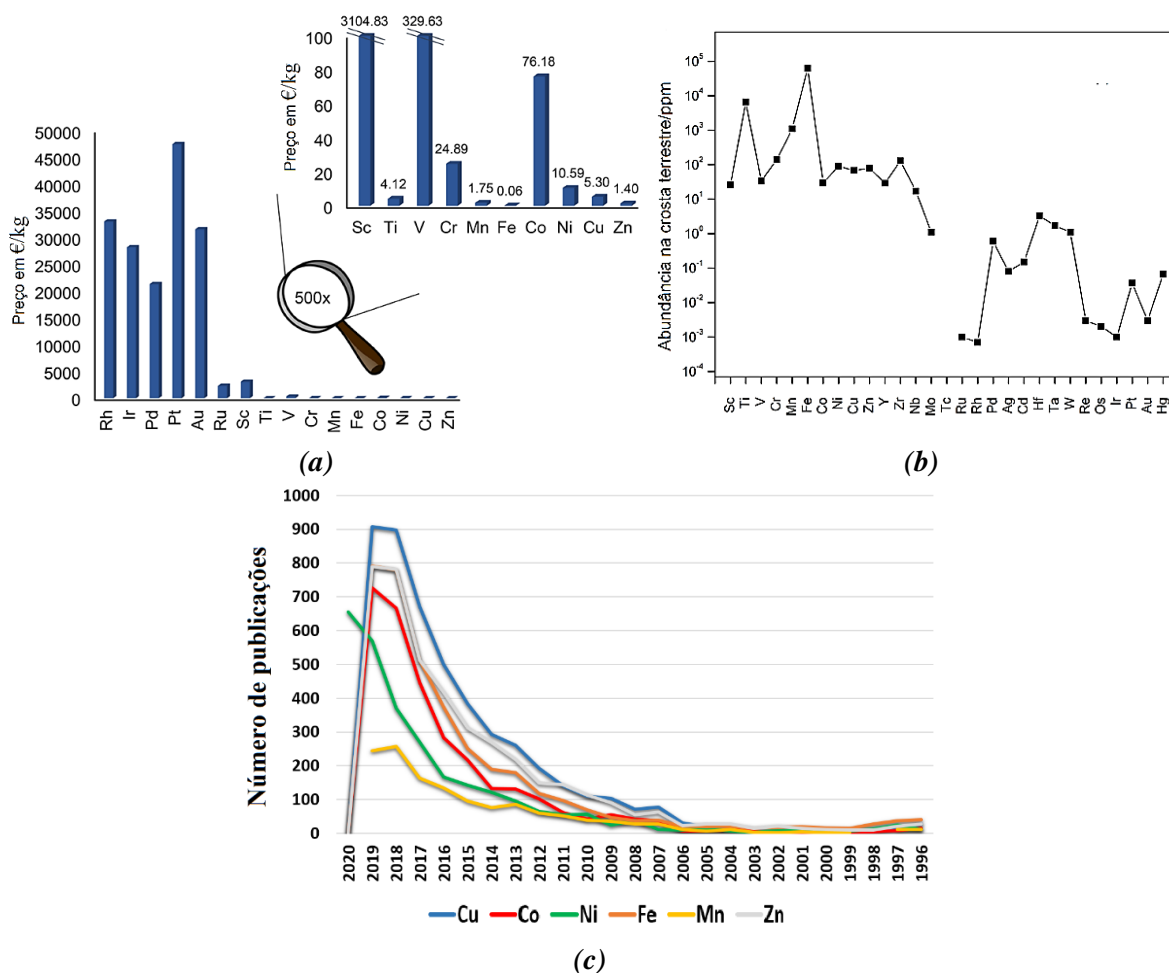 3104.83 329.63
Preço em €/kg
100
80
60
40
20
0
76.18
24.89
4.12 1.75 0.06 10.59 5.30 1.40
Sc Ti V Cr Mn Fe Co Ni Cu Zn
Preço em €/kg
50000
45000
40000
35000
30000
25000
20000
15000
10000
5000
0
500x
Rh Ir Pd Pt Au Ru Sc Ti V Cr Mn Fe Co Ni Cu Zn
(a)
Abundância na crosta terrestre/ppm
10⁵
10⁴
10³
10²
10¹
10⁰
10⁻¹
10⁻²
10⁻³
10⁻⁴
Sc Ti V Cr Mn Fe Co Ni Cu Zn Y Zr Nb Mo Tc Ru Rh Pd Ag Cd Hf Ta W Re Os Ir Pt Au Hg
(b)
Número de publicações
1000
900
800
700
600
500
400
300
200
100
0
2020 2019 2018 2017 2016 2015 2014 2013 2012 2011 2010 2009 2008 2007 2006 2005 2004 2003 2002 2001 2000 1999 1998 1997 1996
Cu Co Ni Fe Mn Zn
(c)